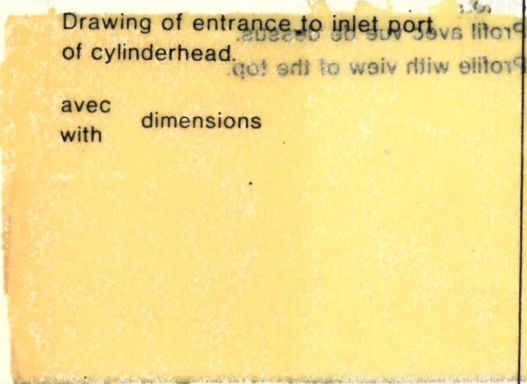 Drawing of entrance to inlet port
of cylinderhead.
Profil avec vue de dessus.
Profile with view of the top.
avec
with
dimensions